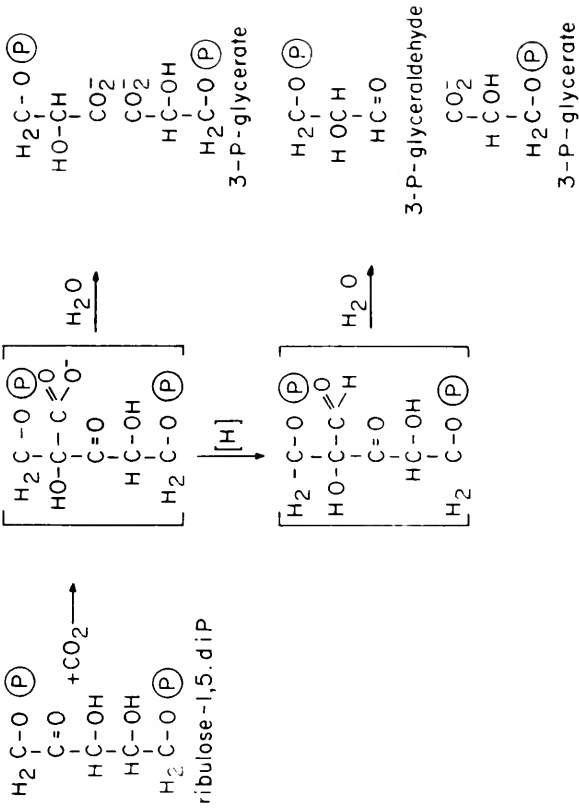 H2C-O(P)
C=O
HC-OH
HC-OH
H2C-O(P)
ribulose-1,5.diP
+CO2
H2C-O(P)
HO-C-C=O
O-
C=O
HC-OH
H2C-O(P)
H2O
H2C-O(P)
HO-CH
CO2-
CO2-
HC-OH
H2C-O(P)
3-P-glycerate
[H]
H2-C-O(P)
HO-C-C=O
H
C=O
HC-OH
H2C-O(P)
H2O
H2C-O(P)
HOCH
HC=O
3-P-glyceraldehyde
CO2-
HCOH
H2C-O(P)
3-P-glycerate